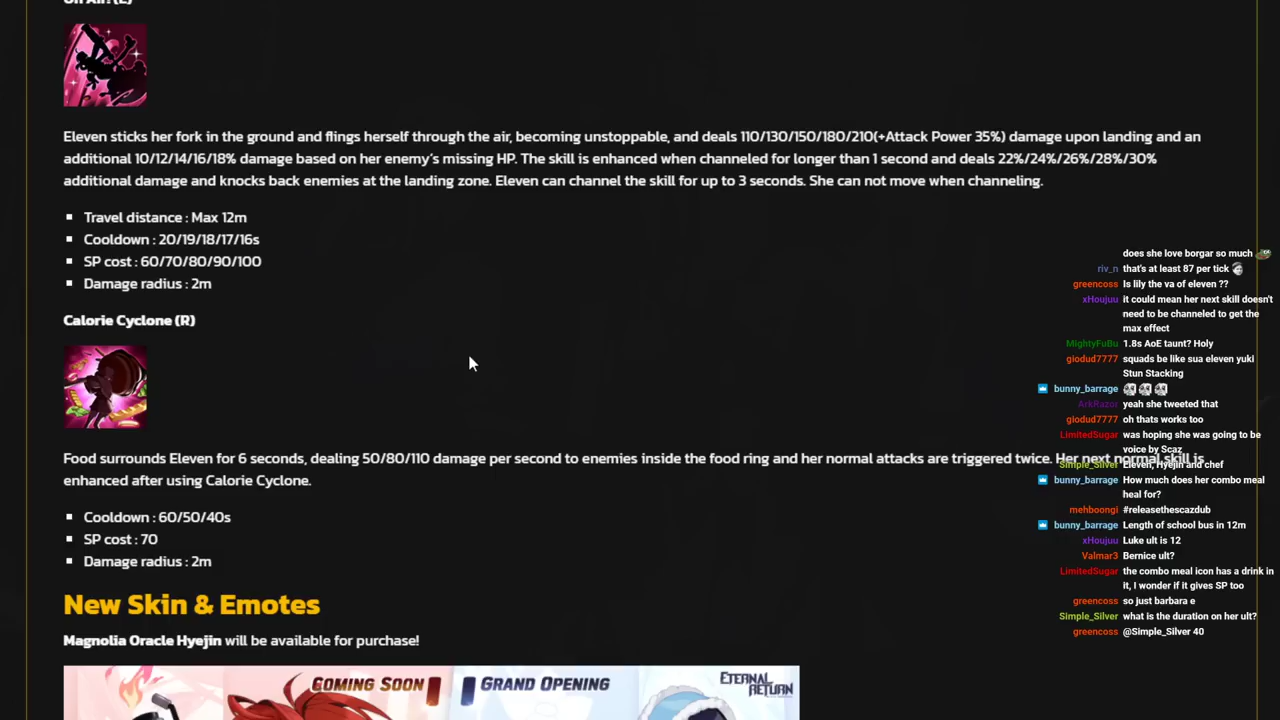 On Air! (E)
Eleven sticks her fork in the ground and flings herself through the air, becoming unstoppable, and deals 110/130/150/180/210(+Attack Power 35%) damage upon landing and an
additional 10/12/14/16/18% damage based on her enemy’s missing HP. The skill is enhanced when channeled for longer than 1 second and deals 22%/24%/26%/28%/30%
additional damage and knocks back enemies at the landing zone. Eleven can channel the skill for up to 3 seconds. She can not move when channeling.
Travel distance : Max 12m
Cooldown : 20/19/18/17/16s
SP cost : 60/70/80/90/100
Damage radius : 2m
Calorie Cyclone (R)
Food surrounds Eleven for 6 seconds, dealing 50/80/110 damage per second to enemies inside the food ring and her normal attacks are triggered twice. Her next normal skill is
enhanced after using Calorie Cyclone.
Cooldown : 60/50/40s
SP cost : 70
Damage radius : 2m
New Skin & Emotes
Magnolia Oracle Hyejin will be available for purchase!
COMING SOON
GRAND OPENING
ETERNAL
RETURN
does she love borgar so much
riv_n that's at least 87 per tick
greencoss Is lily the va of eleven ??
xHoujuu it could mean her next skill doesn't
need to be channeled to get the
max effect
MightyFuBu 1.8s AoE taunt? Holy
giodud7777 squads be like sua eleven yuki
Stun Stacking
bunny_barrage
ArkRazor yeah she tweeted that
giodud7777 oh thats works too
LimitedSugar was hoping she was going to be
voice by Scaz
Simple_Silver Eleven, Hyejin and chef
bunny_barrage How much does her combo meal
heal for?
mehboongi #releasethescazdub
bunny_barrage Length of school bus in 12m
xHoujuu Luke ult is 12
Valmar3 Bernice ult?
LimitedSugar the combo meal icon has a drink in
it, I wonder if it gives SP too
greencoss so just barbara e
Simple_Silver what is the duration on her ult?
greencoss @Simple_Silver 40